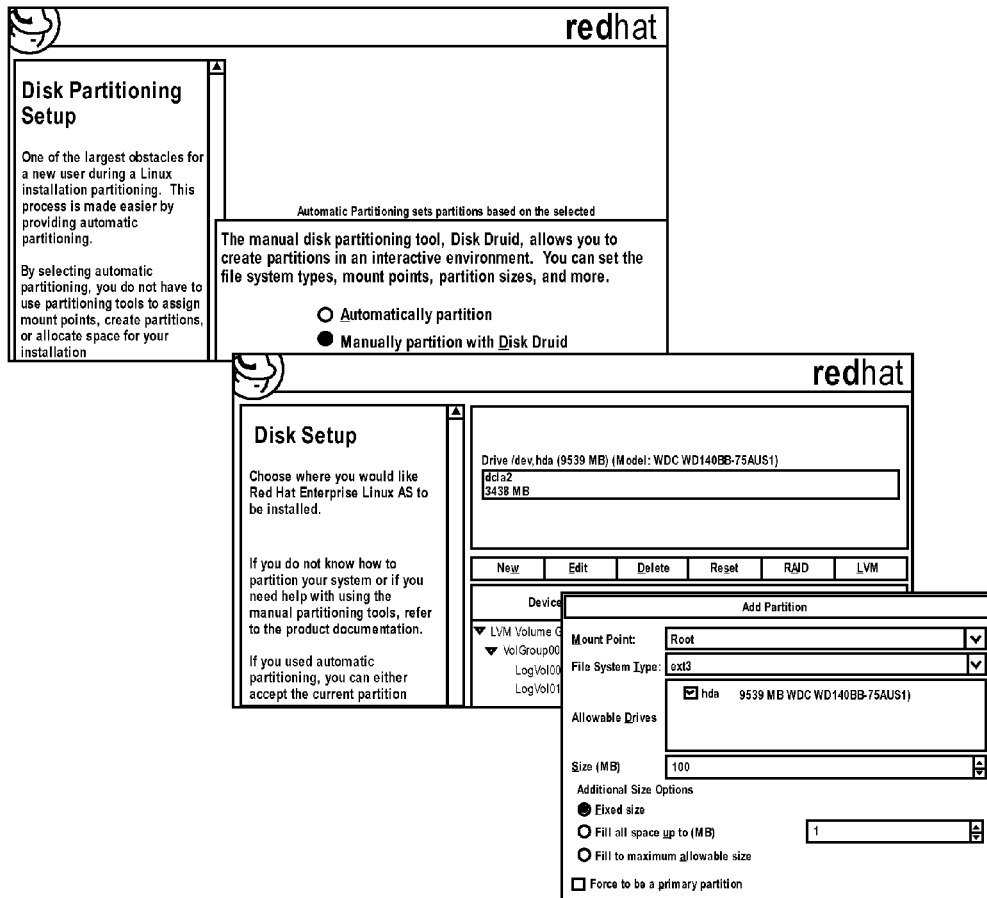 redhat
Disk Partitioning
Setup
One of the largest obstacles for
a new user during a Linux
installation partitioning. This
process is made easier by
providing automatic
partitioning.
By selecting automatic
partitioning, you do not have to
use partitioning tools to assign
mount points, create partitions,
or allocate space for your
installation
Automatic Partitioning sets partitions based on the selected
The manual disk partitioning tool, Disk Druid, allows you to
create partitions in an interactive environment. You can set the
file system types, mount points, partition sizes, and more.
Automatically partition
Manually partition with Disk Druid
redhat
Disk Setup
Choose where you would like
Red Hat Enterprise Linux AS to
be installed.
If you do not know how to
partition your system or if you
need help with using the
manual partitioning tools, refer
to the product documentation.
If you used automatic
partitioning, you can either
accept the current partition
Drive /dev,hda (9539 MB) (Model: WDC WD140BB-75AUS1)
dcla2
3438 MB
New Edit Delete Reset RAID LVM
Device
LVM Volume G
VolGroup00
LogVol00
LogVol01
Add Partition
Mount Point: Root
File System Type: ext3
Allowable Drives
hda 9539 MB WDC WD140BB-75AUS1)
Size (MB) 100
Additional Size Options
Fixed size
Fill all space up to (MB) 1
Fill to maximum allowable size
Force to be a primary partition